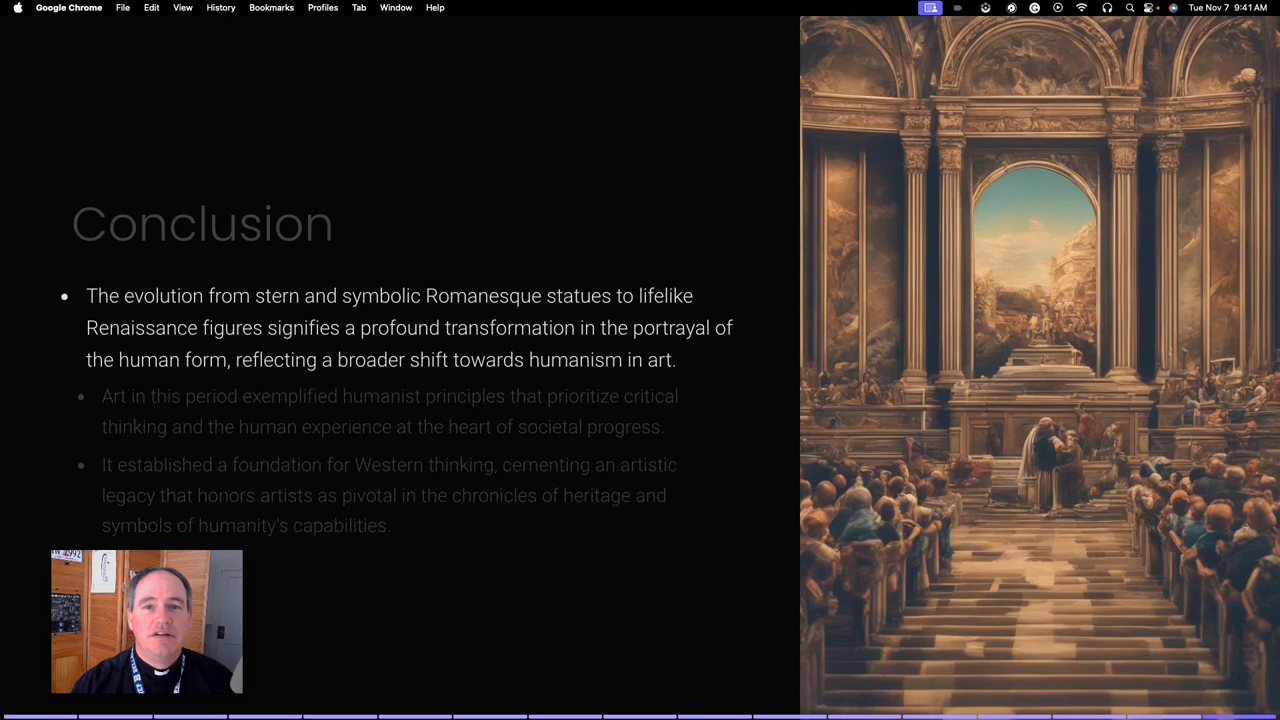 Google Chrome File Edit View History Bookmarks Profiles Tab Window Help Tue Nov 7 9:41 AM
Conclusion
• The evolution from stern and symbolic Romanesque statues to lifelike
Renaissance figures signifies a profound transformation in the portrayal of
the human form, reflecting a broader shift towards humanism in art.
• Art in this period exemplified humanist principles that prioritize critical
thinking and the human experience at the heart of societal progress.
• It established a foundation for Western thinking, cementing an artistic
legacy that honors artists as pivotal in the chronicles of heritage and
symbols of humanity's capabilities.
2992